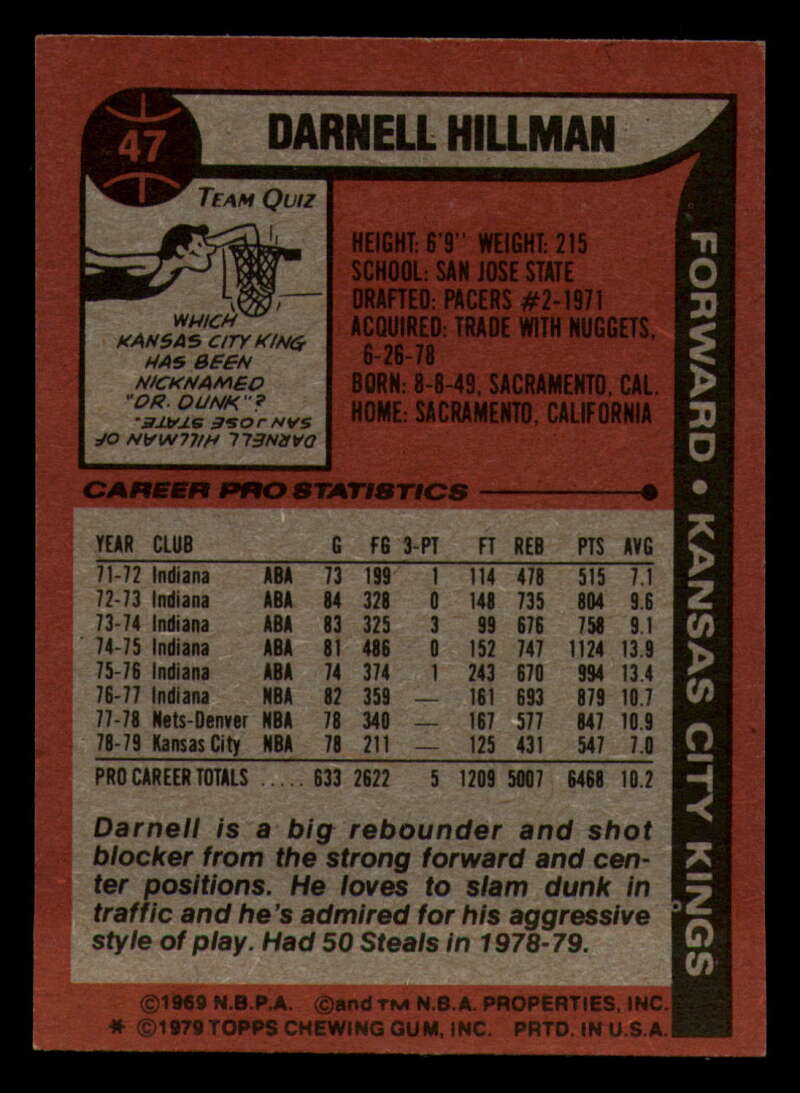 47
DARNELL HILLMAN
TEAM QUIZ
WHICH
KANSAS CITY KING
HAS BEEN
NICKNAMED
"DR. DUNK"?
DARNELL HILLMAN OF
SAN JOSE STATE.
HEIGHT: 6'9" WEIGHT: 215
SCHOOL: SAN JOSE STATE
DRAFTED: PACERS #2-1971
ACQUIRED: TRADE WITH NUGGETS,
6-26-78
BORN: 8-8-49, SACRAMENTO, CAL.
HOME: SACRAMENTO, CALIFORNIA
FORWARD • KANSAS CITY KINGS
CAREER PRO STATISTICS
YEAR CLUB G FG 3-PT FT REB PTS AVG
71-72 Indiana ABA 73 199 1 114 478 515 7.1
72-73 Indiana ABA 84 328 0 148 735 804 9.6
73-74 Indiana ABA 83 325 3 99 676 758 9.1
74-75 Indiana ABA 81 486 0 152 747 1124 13.9
75-76 Indiana ABA 74 374 1 243 670 994 13.4
76-77 Indiana NBA 82 359 — 161 693 879 10.7
77-78 Nets-Denver NBA 78 340 — 167 577 847 10.9
78-79 Kansas City NBA 78 211 — 125 431 547 7.0
PRO CAREER TOTALS ..... 633 2622 5 1209 5007 6468 10.2
Darnell is a big rebounder and shot
blocker from the strong forward and cen-
ter positions. He loves to slam dunk in
traffic and he's admired for his aggressive
style of play. Had 50 Steals in 1978-79.
©1969 N.B.P.A. ©and TM N.B.A. PROPERTIES, INC.
* ©1979 TOPPS CHEWING GUM, INC. PRTD. IN U.S.A.